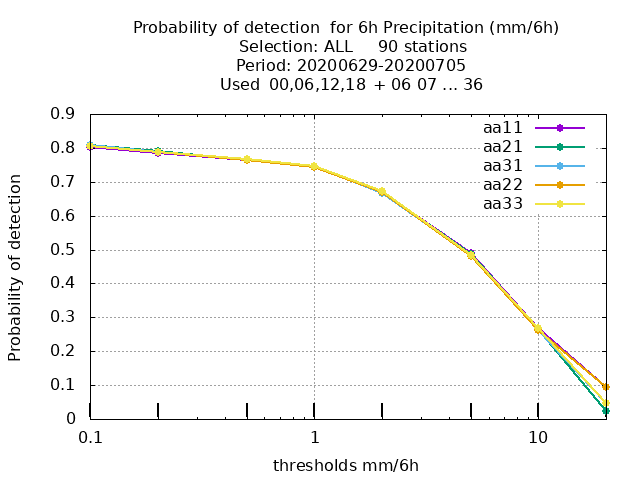 Probability of detection  for 6h Precipitation (mm/6h)
Selection: ALL     90 stations
Period: 20200629-20200705
Used  00,06,12,18  + 06 07 ... 36
aa11
aa21
aa31
aa22
aa33
0.9
0.8
0.7
0.6
0.5
0.4
0.3
0.2
0.1
0
Probability of detection
0.1
1
10
thresholds mm/6h